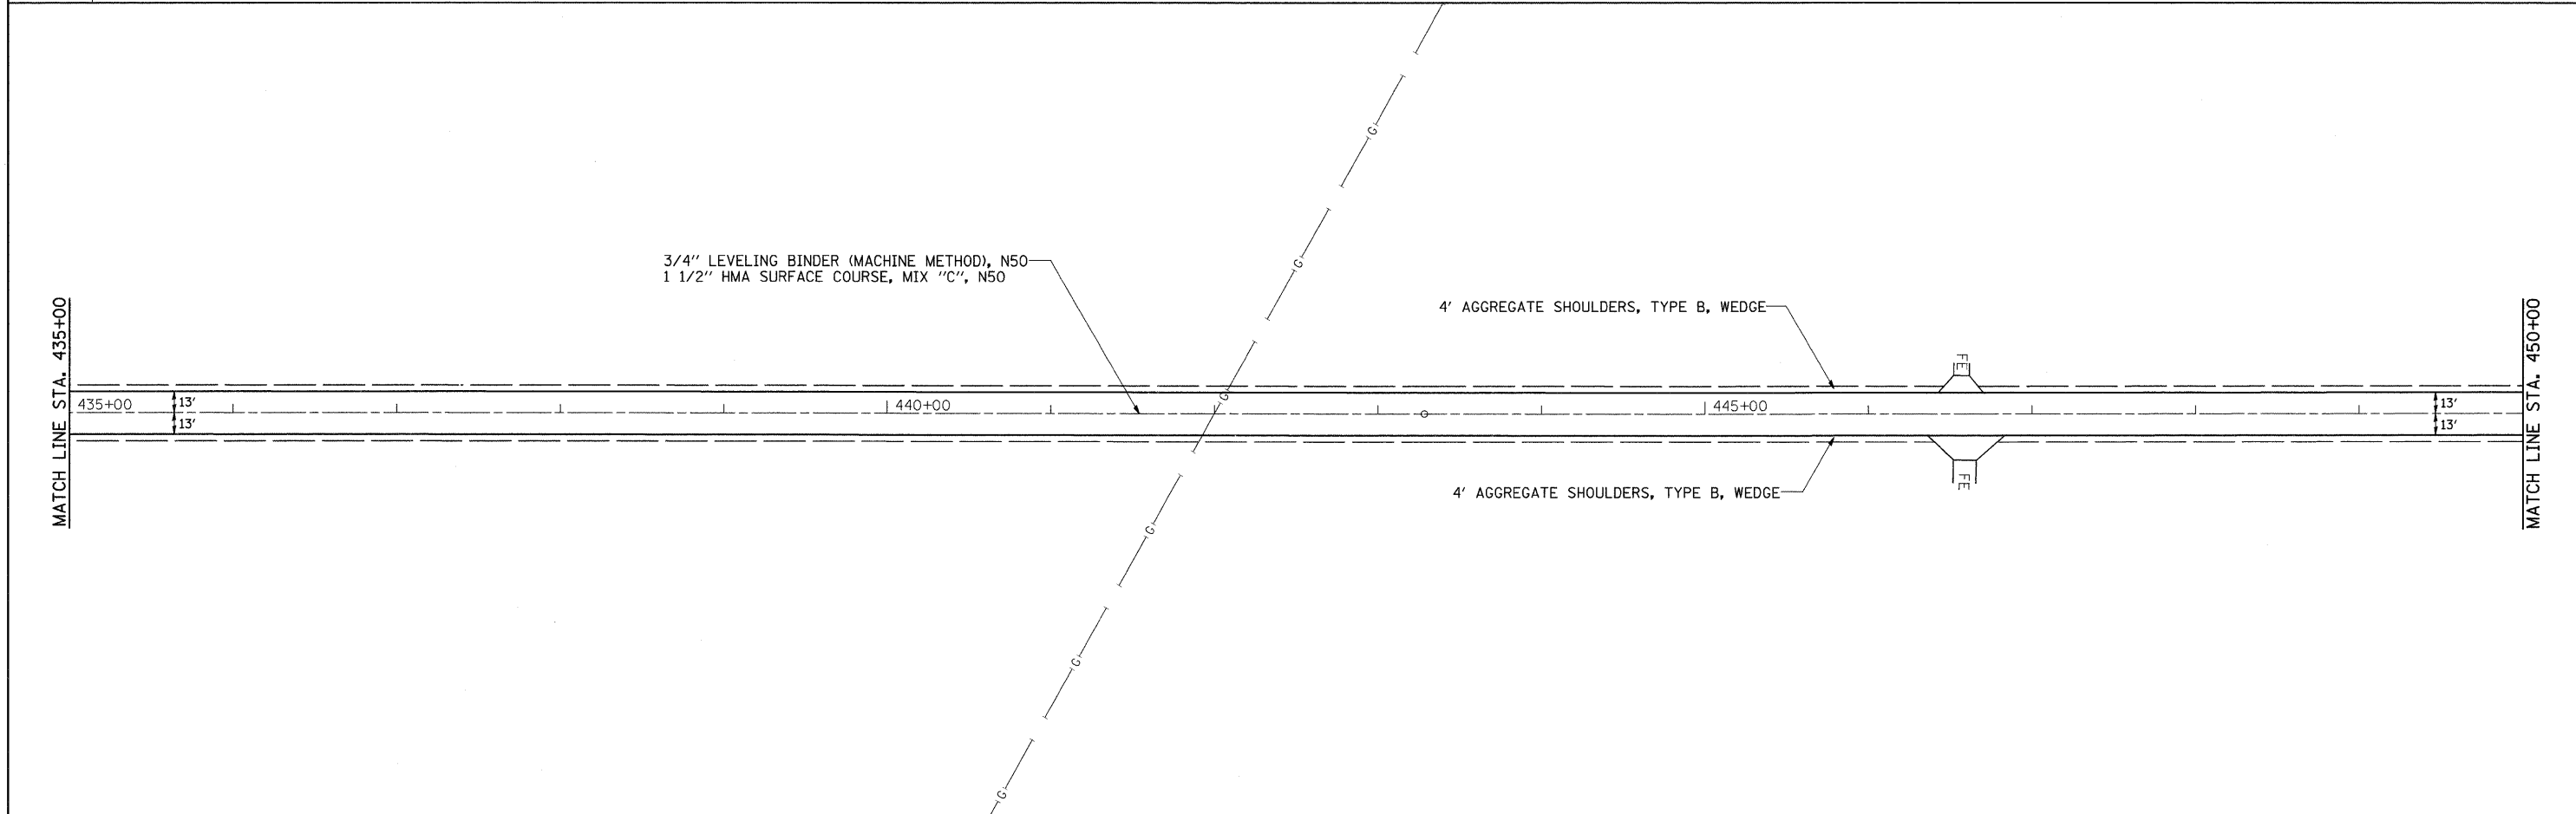 3/4" LEVELING BINDER (MACHINE METHOD), N50
1 1/2" HMA SURFACE COURSE, MIX "C", N50
4' AGGREGATE SHOULDERS, TYPE B, WEDGE
MATCH LINE STA. 435+00
MATCH LINE STA. 450+00
FE
435+00
13'
13'
440+00
445+00
13'
13'
4' AGGREGATE SHOULDERS, TYPE B, WEDGE
FE
G
G
G
G
G
G